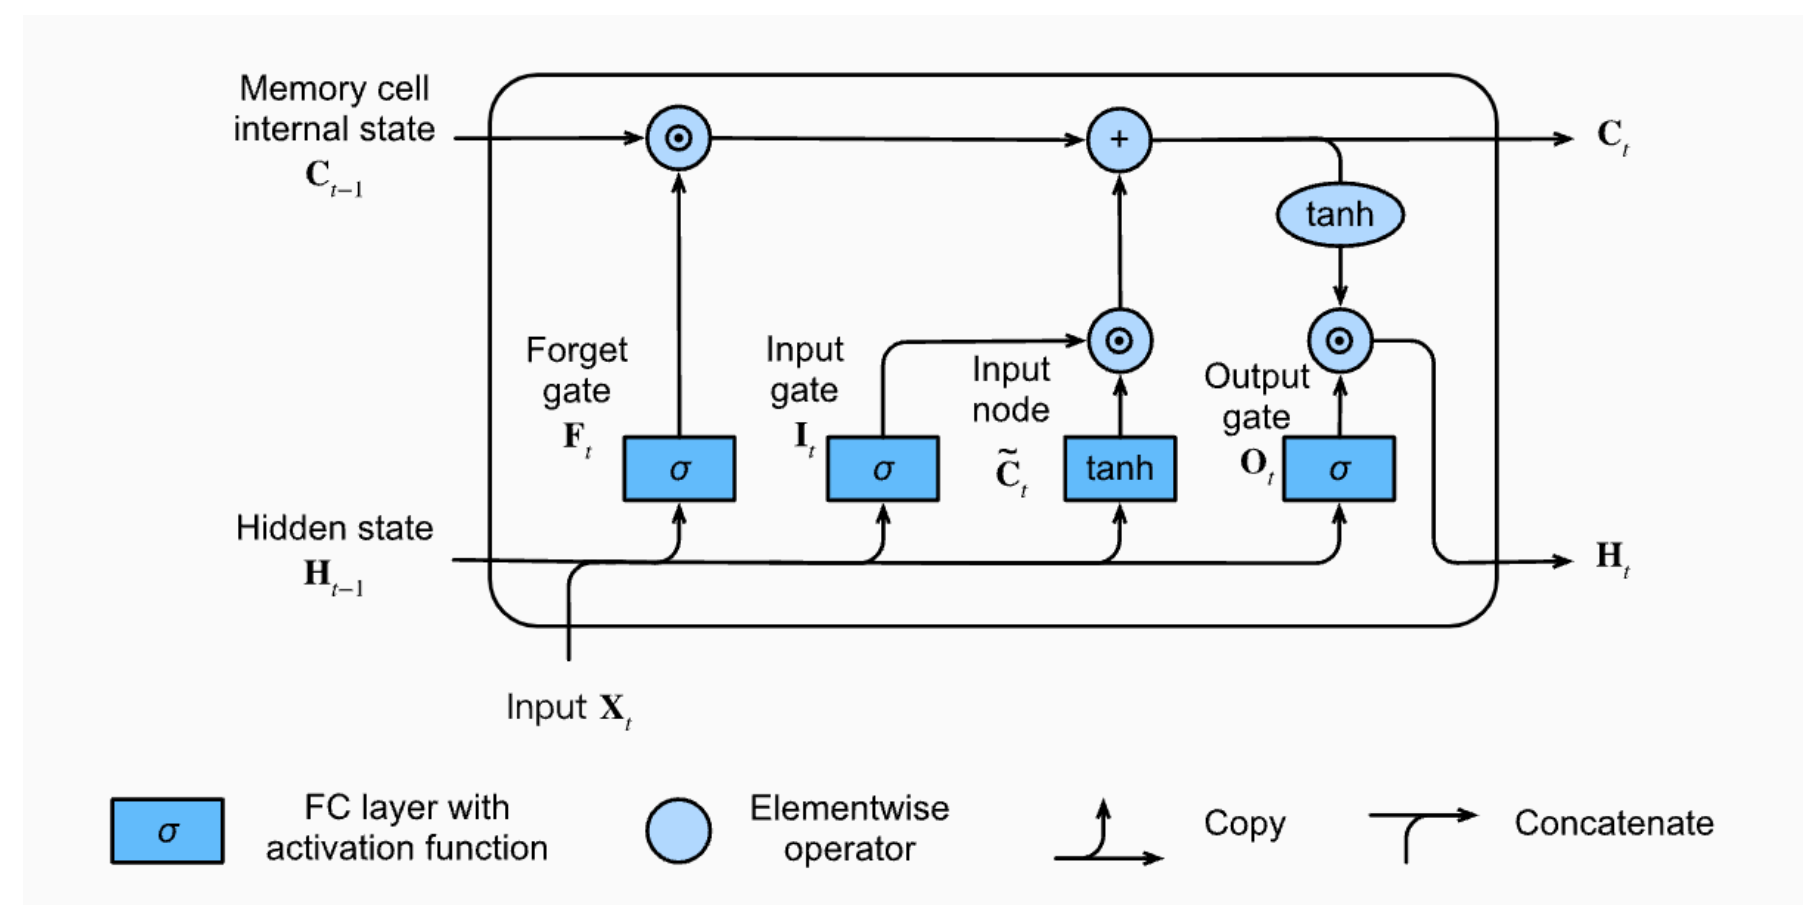 Memory cell
internal state
C_{t-1}
⊙
+
C_t
tanh
⊙
⊙
Forget
gate
F_t
σ
Input
gate
I_t
σ
Input
node
C̃_t
tanh
Output
gate
O_t
σ
Hidden state
H_{t-1}
H_t
Input X_t
σ
FC layer with
activation function
Elementwise
operator
Copy
Concatenate